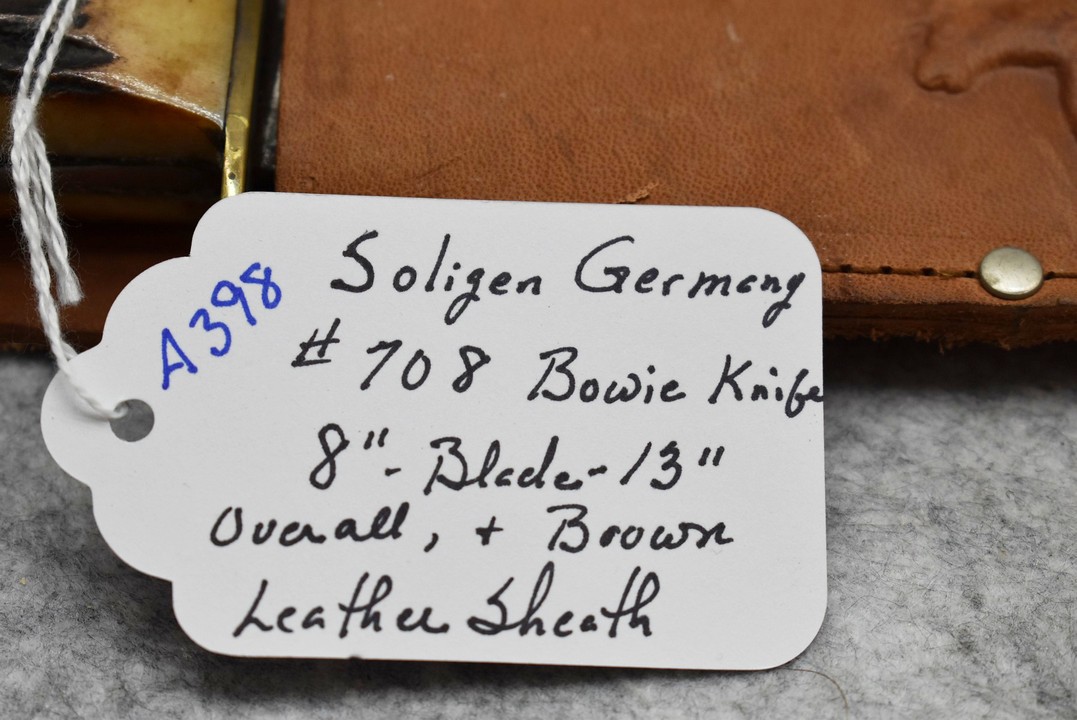 A398
Soligen Germany
# 708 Bowie Knife
8" - Blade - 13"
Overall, + Brown
Leather Sheath